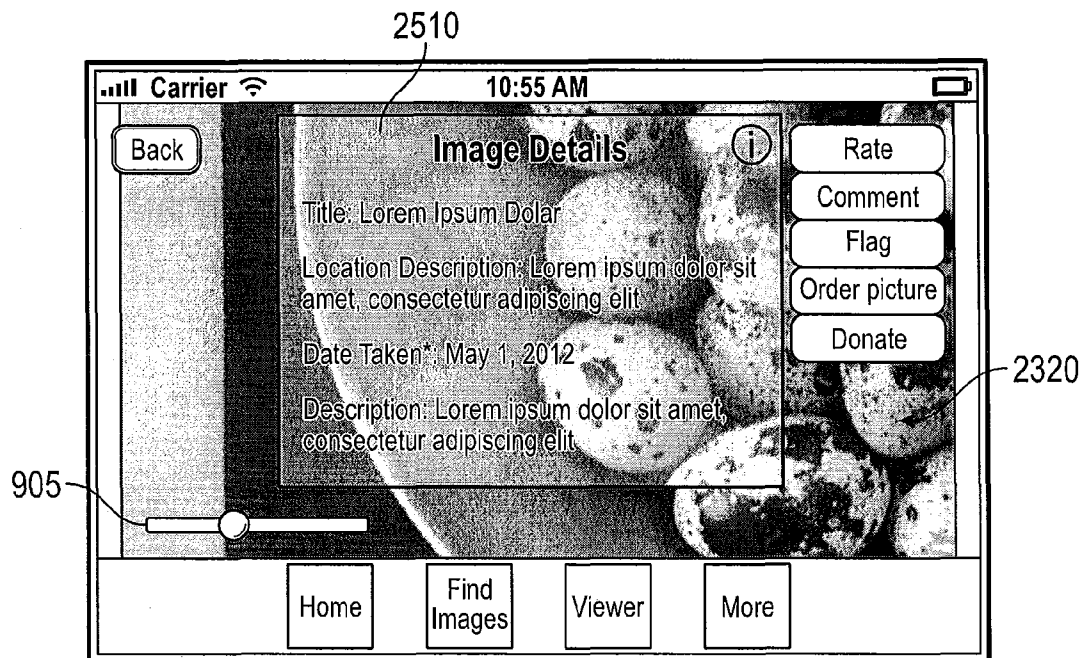 2510
Carrier 10:55 AM
Back
Image Details
i
Title: Lorem Ipsum Dolar
Location Description: Lorem ipsum dolor sit
amet, consectetur adipiscing elit
Date Taken*: May 1, 2012
Description: Lorem ipsum dolor sit amet,
consectetur adipiscing elit
Rate
Comment
Flag
Order picture
Donate
2320
905
Home
Find
Images
Viewer
More